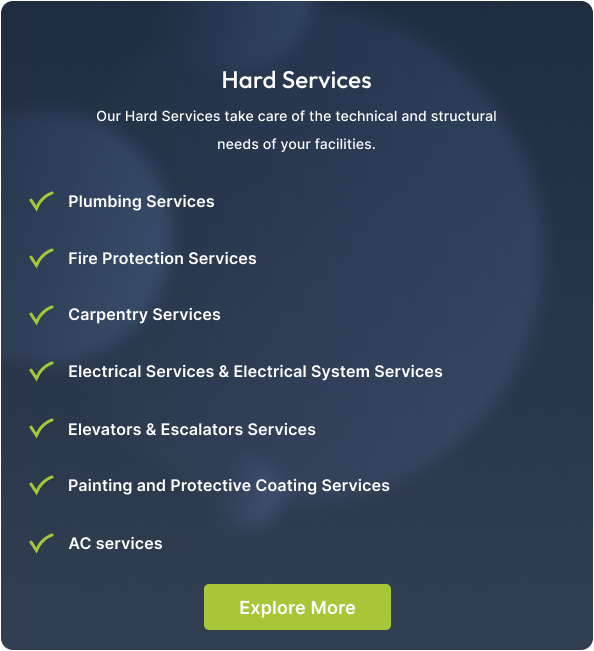 Hard Services
Our Hard Services take care of the technical and structural
needs of your facilities.
Plumbing Services
Fire Protection Services
Carpentry Services
Electrical Services & Electrical System Services
Elevators & Escalators Services
Painting and Protective Coating Services
AC services
Explore More